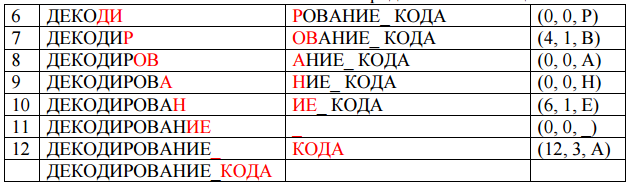 6 ДЕКОДИ РОВАНИЕ_ КОДА (0, 0, Р)
7 ДЕКОДИР ОВАНИЕ_ КОДА (4, 1, В)
8 ДЕКОДИРОВ АНИЕ_ КОДА (0, 0, А)
9 ДЕКОДИРОВА НИЕ_ КОДА (0, 0, Н)
10 ДЕКОДИРОВАН ИЕ_ КОДА (6, 1, Е)
11 ДЕКОДИРОВАНИЕ _ (0, 0, _)
12 ДЕКОДИРОВАНИЕ_ КОДА (12, 3, А)
ДЕКОДИРОВАНИЕ_КОДА